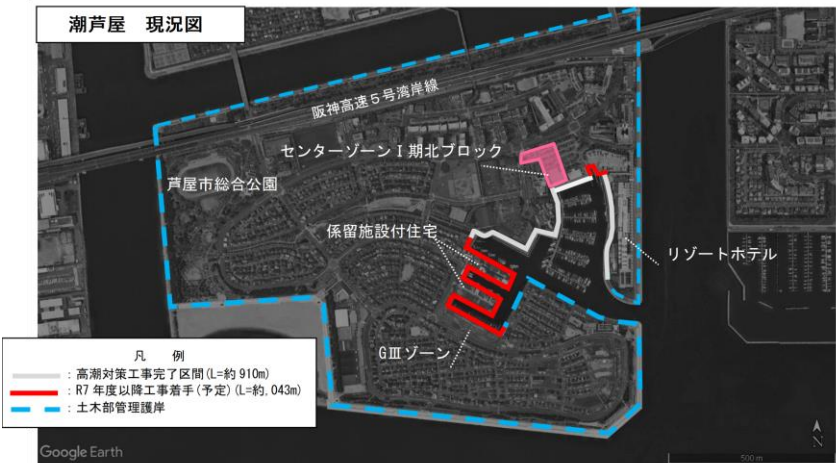 潮芦屋 現況図
阪神高速5号湾岸線
センターゾーンⅠ期北ブロック
芦屋市総合公園
係留施設付住宅
リゾートホテル
GⅢゾーン
凡 例
: 高潮対策工事完了区間(L=約910m)
: R7年度以降工事着手(予定)(L=約,043m)
: 土木部管理護岸
Google Earth
N
500 m